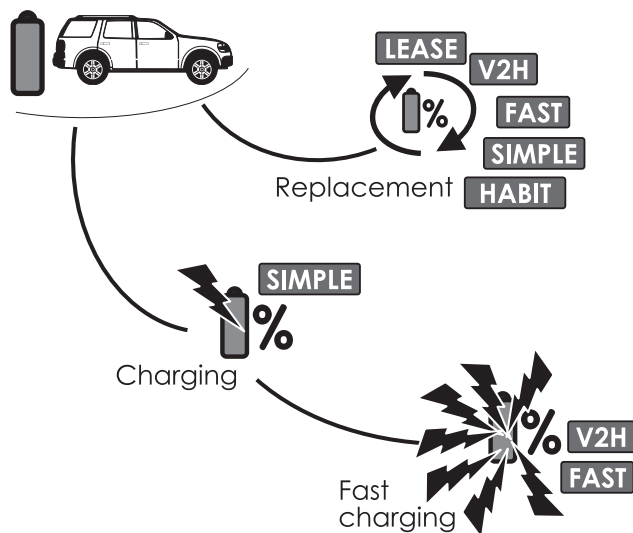 LEASE
V2H
%
FAST
SIMPLE
Replacement
HABIT
SIMPLE
%
Charging
%
V2H
FAST
Fast
charging